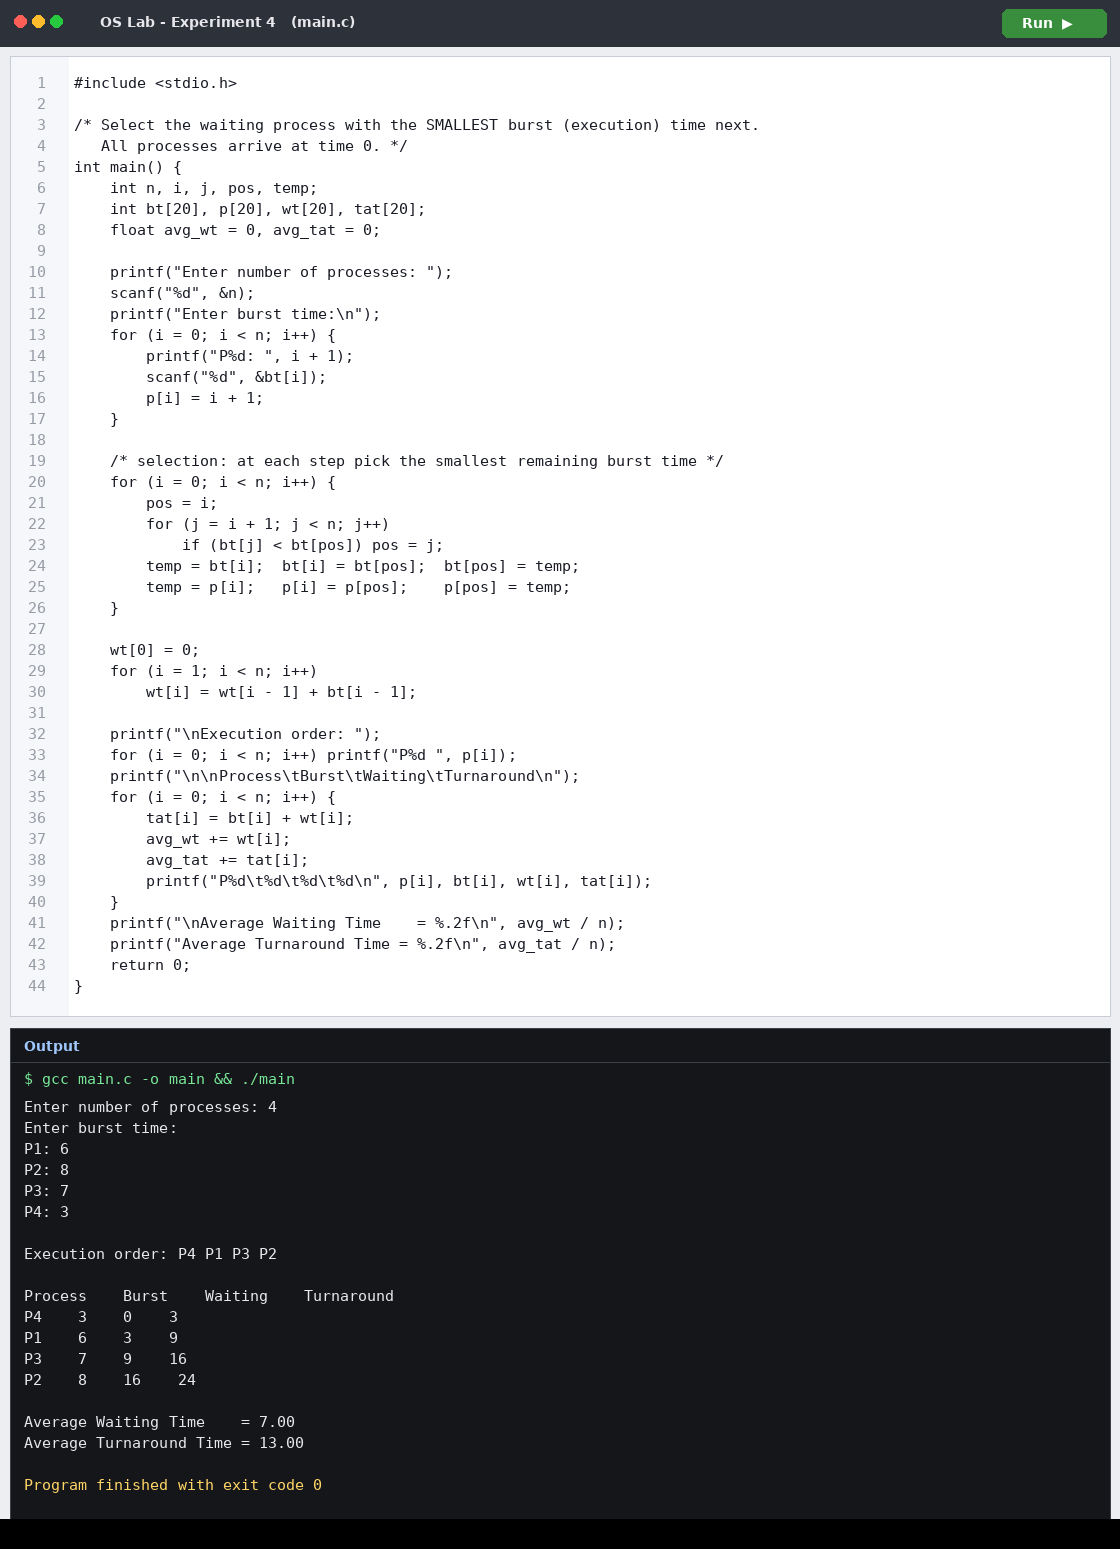 OS Lab - Experiment 4   (main.c)
Run ▶
1 #include <stdio.h>
2
3 /* Select the waiting process with the SMALLEST burst (execution) time next.
4    All processes arrive at time 0. */
5 int main() {
6     int n, i, j, pos, temp;
7     int bt[20], p[20], wt[20], tat[20];
8     float avg_wt = 0, avg_tat = 0;
9
10     printf("Enter number of processes: ");
11     scanf("%d", &n);
12     printf("Enter burst time:\n");
13     for (i = 0; i < n; i++) {
14         printf("P%d: ", i + 1);
15         scanf("%d", &bt[i]);
16         p[i] = i + 1;
17     }
18
19     /* selection: at each step pick the smallest remaining burst time */
20     for (i = 0; i < n; i++) {
21         pos = i;
22         for (j = i + 1; j < n; j++)
23             if (bt[j] < bt[pos]) pos = j;
24         temp = bt[i];  bt[i] = bt[pos];  bt[pos] = temp;
25         temp = p[i];   p[i] = p[pos];    p[pos] = temp;
26     }
27
28     wt[0] = 0;
29     for (i = 1; i < n; i++)
30         wt[i] = wt[i - 1] + bt[i - 1];
31
32     printf("\nExecution order: ");
33     for (i = 0; i < n; i++) printf("P%d ", p[i]);
34     printf("\n\nProcess\tBurst\tWaiting\tTurnaround\n");
35     for (i = 0; i < n; i++) {
36         tat[i] = bt[i] + wt[i];
37         avg_wt += wt[i];
38         avg_tat += tat[i];
39         printf("P%d\t%d\t%d\t%d\n", p[i], bt[i], wt[i], tat[i]);
40     }
41     printf("\nAverage Waiting Time    = %.2f\n", avg_wt / n);
42     printf("Average Turnaround Time = %.2f\n", avg_tat / n);
43     return 0;
44 }
Output
$ gcc main.c -o main && ./main
Enter number of processes: 4
Enter burst time:
P1: 6
P2: 8
P3: 7
P4: 3
Execution order: P4 P1 P3 P2
Process    Burst    Waiting    Turnaround
P4    3    0    3
P1    6    3    9
P3    7    9    16
P2    8    16    24
Average Waiting Time    = 7.00
Average Turnaround Time = 13.00
Program finished with exit code 0